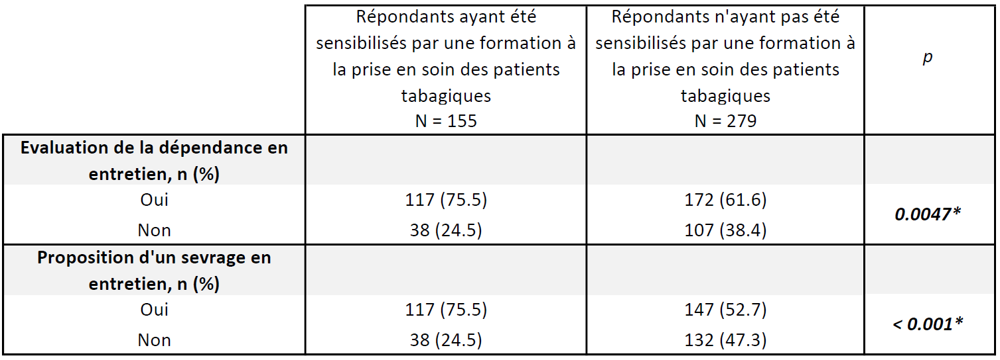 Répondants ayant été
sensibilisés par une formation à
la prise en soin des patients
tabagiques
N = 155
Répondants n'ayant pas été
sensibilisés par une formation à
la prise en soin des patients
tabagiques
N = 279
p
Evaluation de la dépendance en
entretien, n (%)
Oui
117 (75.5)
172 (61.6)
0.0047*
Non
38 (24.5)
107 (38.4)
Proposition d'un sevrage en
entretien, n (%)
Oui
117 (75.5)
147 (52.7)
< 0.001*
Non
38 (24.5)
132 (47.3)